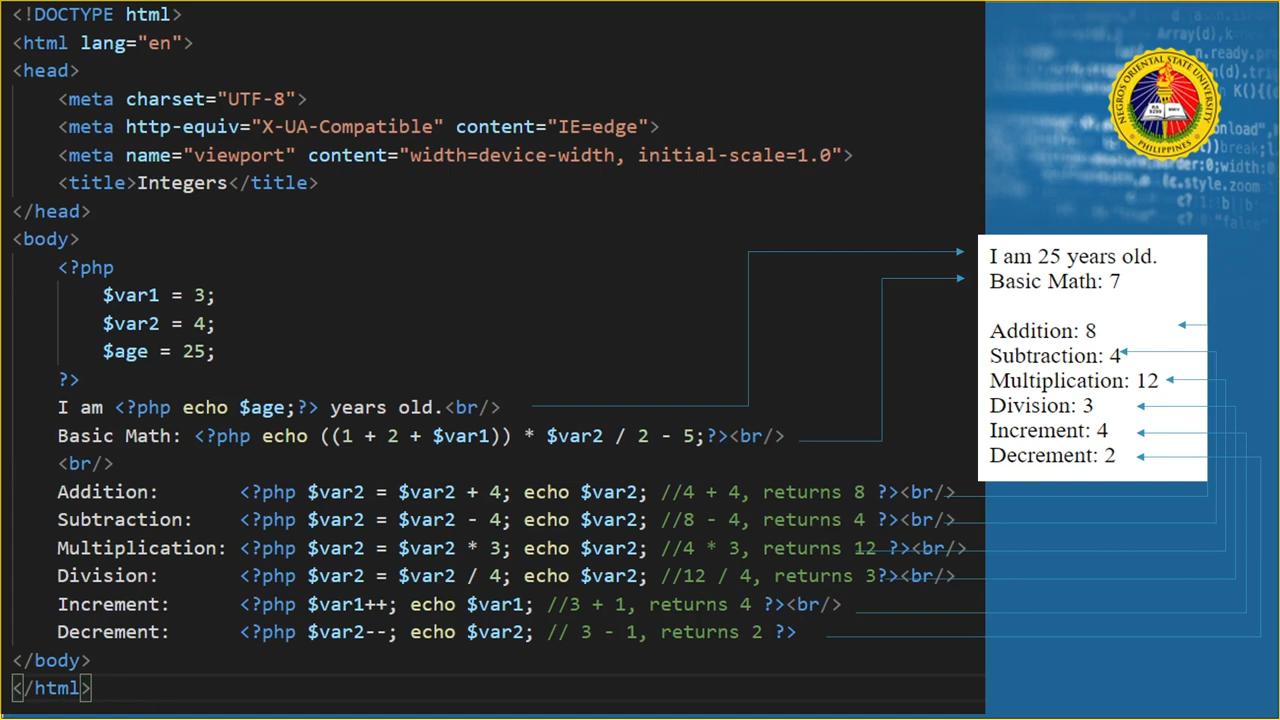 <!DOCTYPE html>
<html lang="en">
<head>
    <meta charset="UTF-8">
    <meta http-equiv="X-UA-Compatible" content="IE=edge">
    <meta name="viewport" content="width=device-width, initial-scale=1.0">
    <title>Integers</title>
</head>
<body>
    <?php
        $var1 = 3;
        $var2 = 4;
        $age = 25;
    ?>
    I am <?php echo $age;?> years old.<br/>
    Basic Math: <?php echo ((1 + 2 + $var1)) * $var2 / 2 - 5;?><br/>
    <br/>
    Addition:       <?php $var2 = $var2 + 4; echo $var2; //4 + 4, returns 8 ?><br/>
    Subtraction:    <?php $var2 = $var2 - 4; echo $var2; //8 - 4, returns 4 ?><br/>
    Multiplication: <?php $var2 = $var2 * 3; echo $var2; //4 * 3, returns 12 ?><br/>
    Division:       <?php $var2 = $var2 / 4; echo $var2; //12 / 4, returns 3?><br/>
    Increment:      <?php $var1++; echo $var1; //3 + 1, returns 4 ?><br/>
    Decrement:      <?php $var2--; echo $var2; // 3 - 1, returns 2 ?>
</body>
</html>
NEGROS ORIENTAL STATE UNIVERSITY
PHILIPPINES
I am 25 years old.
Basic Math: 7
Addition: 8
Subtraction: 4
Multiplication: 12
Division: 3
Increment: 4
Decrement: 2